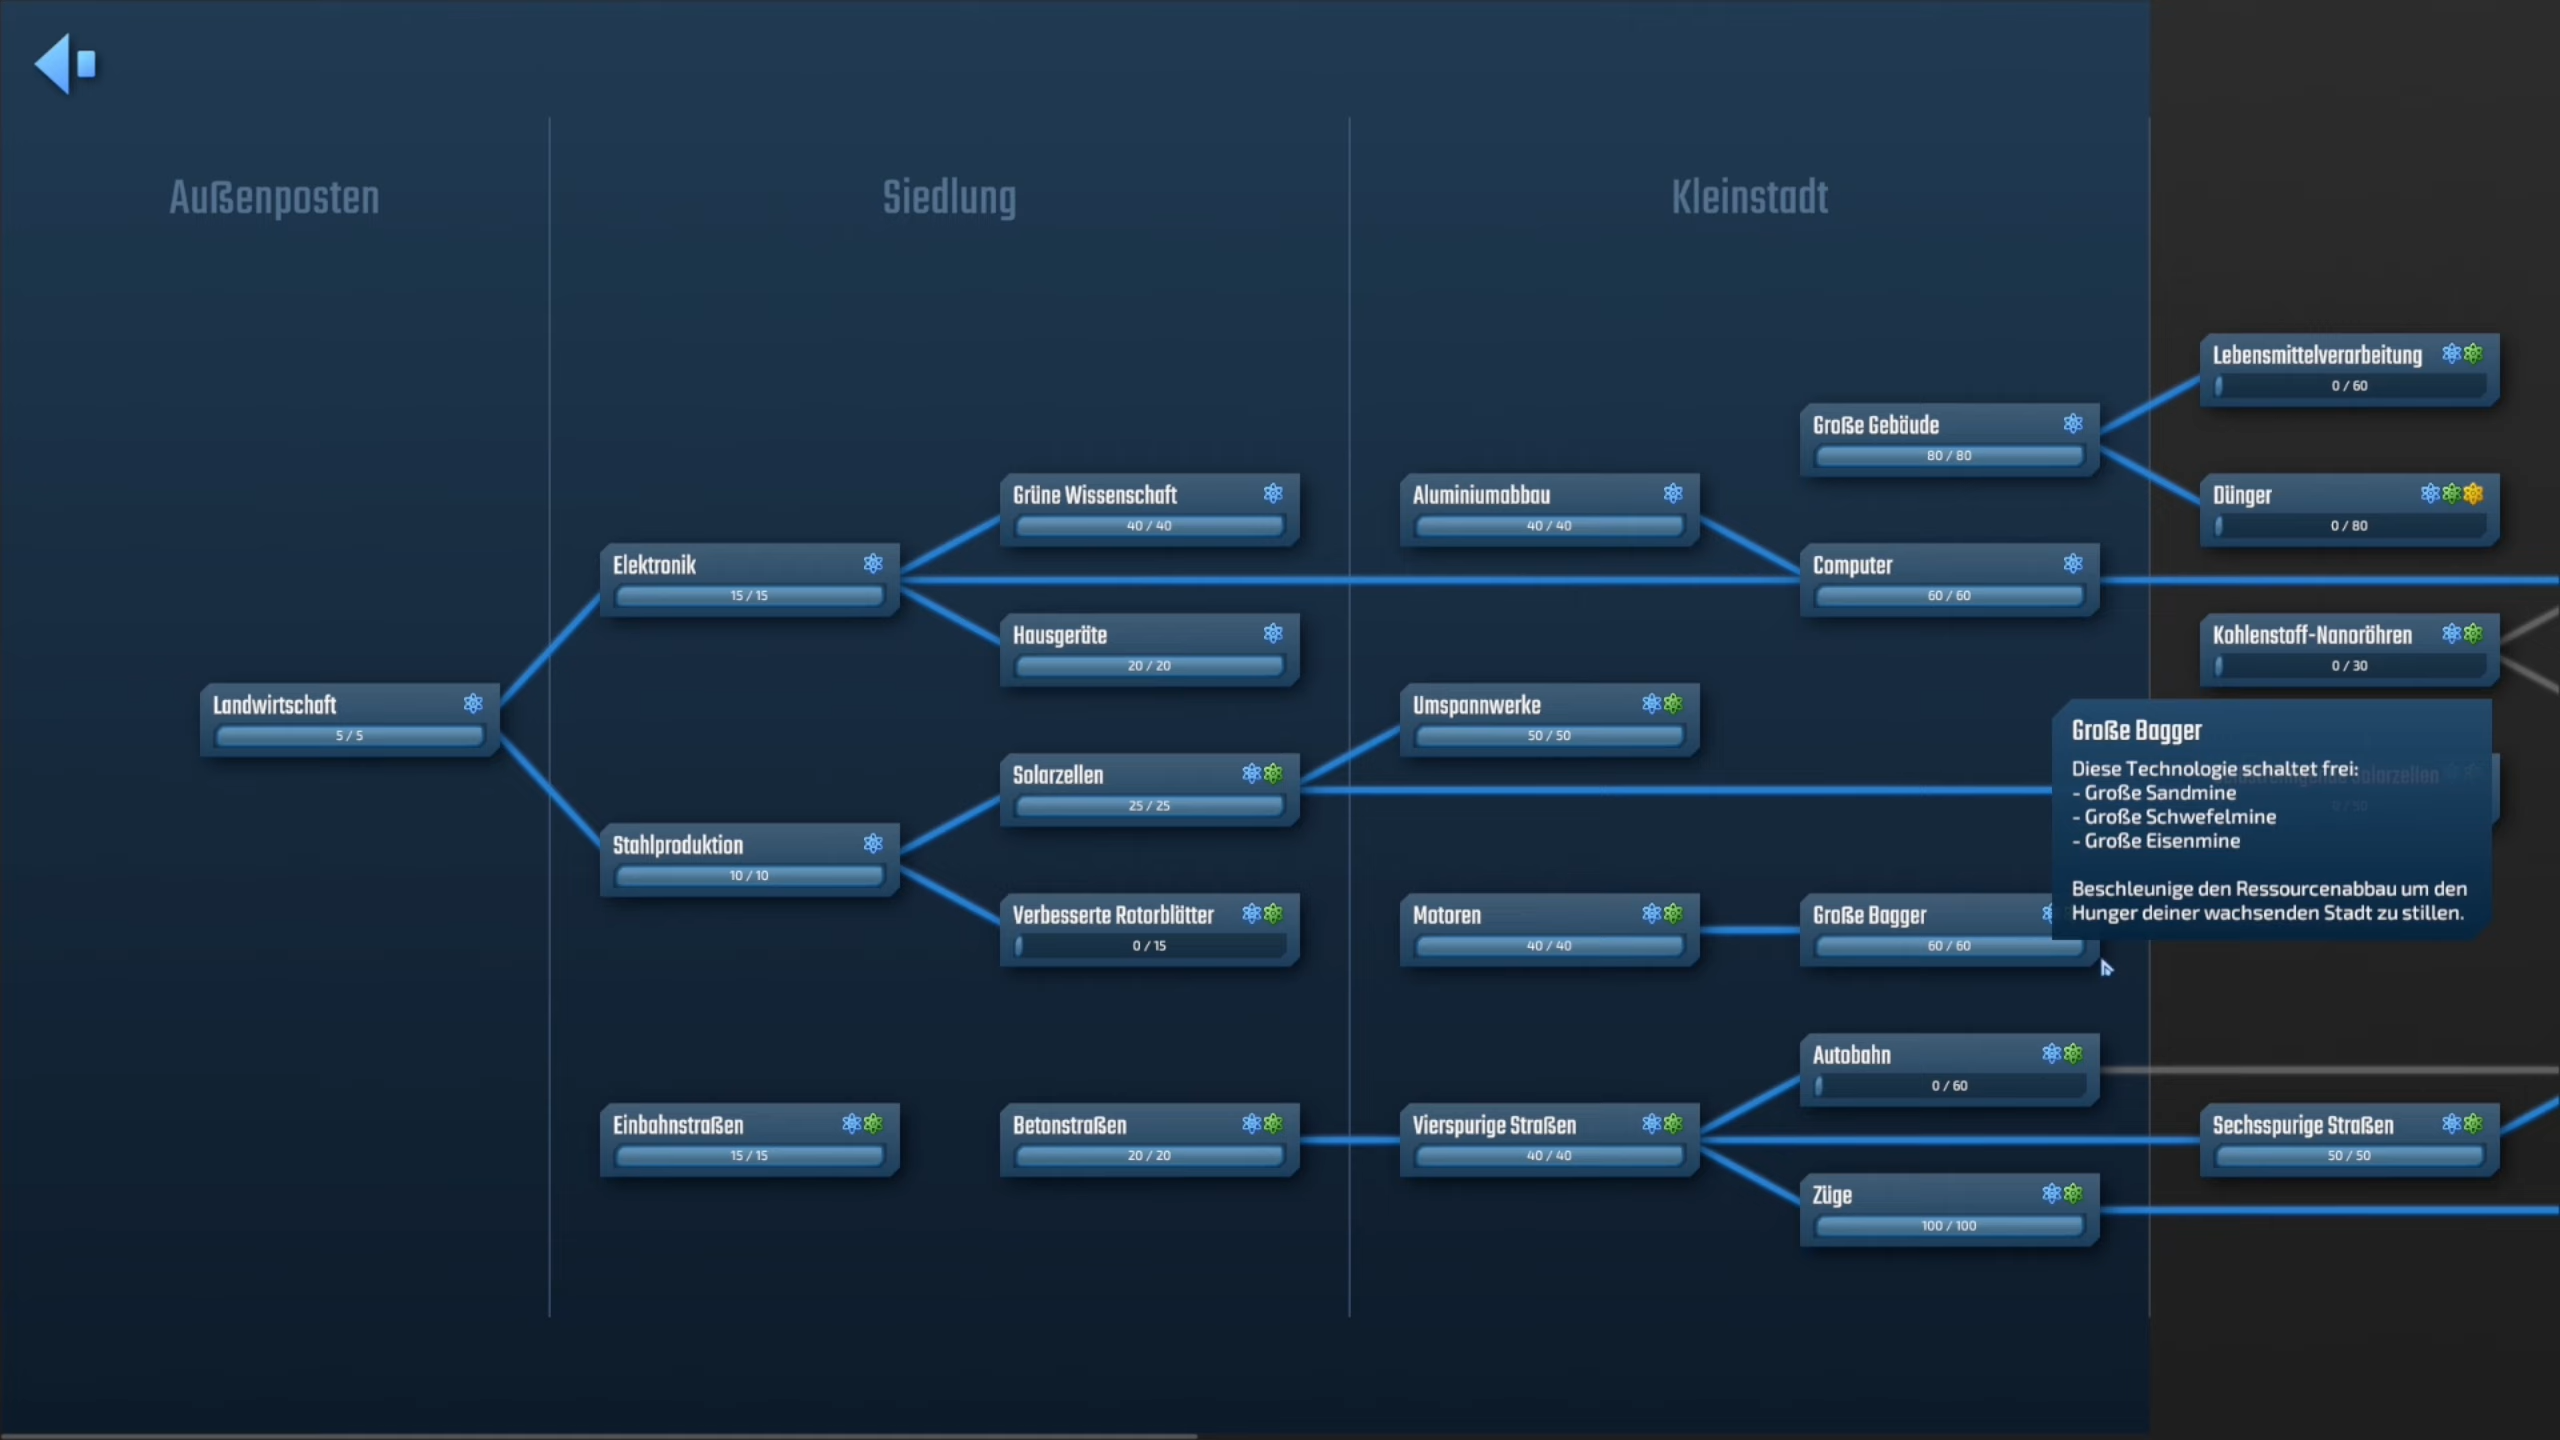 Außenposten
Siedlung
Kleinstadt
Landwirtschaft
5 / 5
Elektronik
15 / 15
Stahlproduktion
10 / 10
Einbahnstraßen
15 / 15
Grüne Wissenschaft
40 / 40
Hausgeräte
20 / 20
Solarzellen
25 / 25
Verbesserte Rotorblätter
0 / 15
Betonstraßen
20 / 20
Aluminiumabbau
40 / 40
Umspannwerke
50 / 50
Motoren
40 / 40
Vierspurige Straßen
40 / 40
Große Gebäude
80 / 80
Computer
60 / 60
Große Bagger
60 / 60
Autobahn
0 / 60
Züge
100 / 100
Lebensmittelverarbeitung
0 / 60
Dünger
0 / 80
Kohlenstoff-Nanoröhren
0 / 30
Solarzellen
Sechsspurige Straßen
50 / 50
Große Bagger
Diese Technologie schaltet frei:
- Große Sandmine
- Große Schwefelmine
- Große Eisenmine
Beschleunige den Ressourcenabbau um den
Hunger deiner wachsenden Stadt zu stillen.